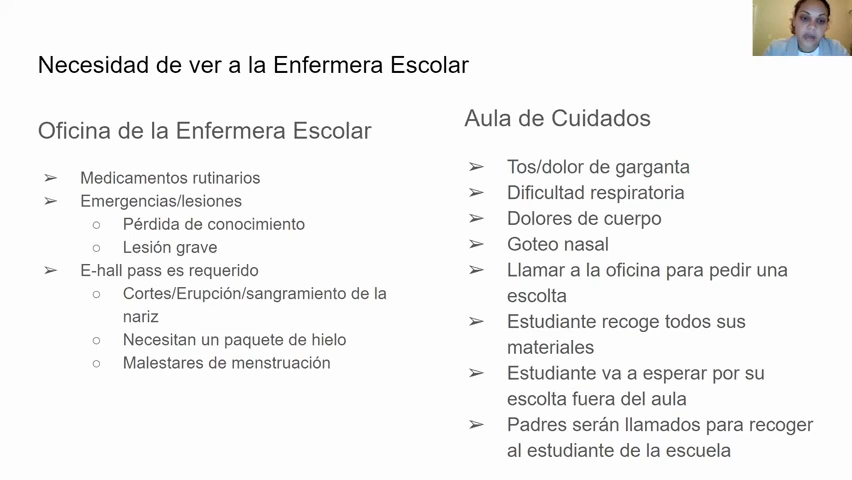 Necesidad de ver a la Enfermera Escolar
Oficina de la Enfermera Escolar
➢ Medicamentos rutinarios
➢ Emergencias/lesiones
○ Pérdida de conocimiento
○ Lesión grave
➢ E-hall pass es requerido
○ Cortes/Erupción/sangramiento de la
nariz
○ Necesitan un paquete de hielo
○ Malestares de menstruación
Aula de Cuidados
➢ Tos/dolor de garganta
➢ Dificultad respiratoria
➢ Dolores de cuerpo
➢ Goteo nasal
➢ Llamar a la oficina para pedir una
escolta
➢ Estudiante recoge todos sus
materiales
➢ Estudiante va a esperar por su
escolta fuera del aula
➢ Padres serán llamados para recoger
al estudiante de la escuela